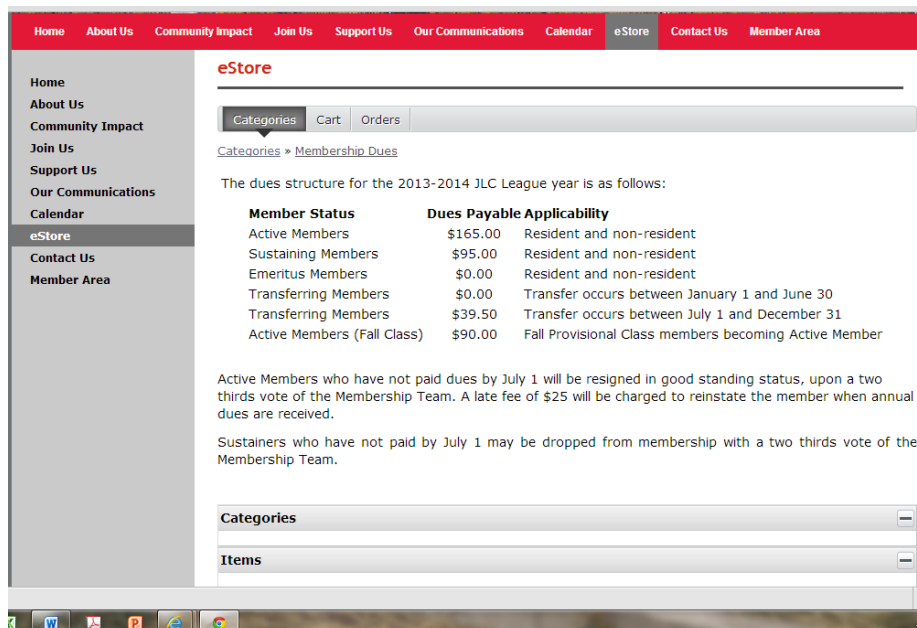 Home About Us Community Impact Join Us Support Us Our Communications Calendar eStore Contact Us Member Area
Home
About Us
Community Impact
Join Us
Support Us
Our Communications
Calendar
eStore
Contact Us
Member Area
eStore
Categories Cart Orders
Categories » Membership Dues
The dues structure for the 2013-2014 JLC League year is as follows:
Member Status Dues Payable Applicability
Active Members $165.00 Resident and non-resident
Sustaining Members $95.00 Resident and non-resident
Emeritus Members $0.00 Resident and non-resident
Transferring Members $0.00 Transfer occurs between January 1 and June 30
Transferring Members $39.50 Transfer occurs between July 1 and December 31
Active Members (Fall Class) $90.00 Fall Provisional Class members becoming Active Member
Active Members who have not paid dues by July 1 will be resigned in good standing status, upon a two
thirds vote of the Membership Team. A late fee of $25 will be charged to reinstate the member when annual
dues are received.
Sustainers who have not paid by July 1 may be dropped from membership with a two thirds vote of the
Membership Team.
Categories
Items